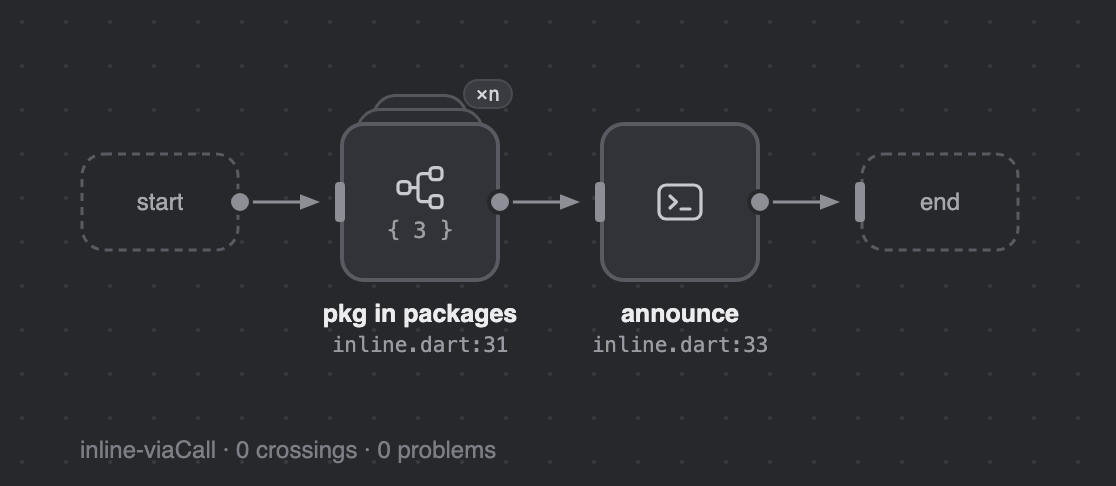 ×n
start
{ 3 }
end
pkg in packages
inline.dart:31
announce
inline.dart:33
inline-viaCall · 0 crossings · 0 problems